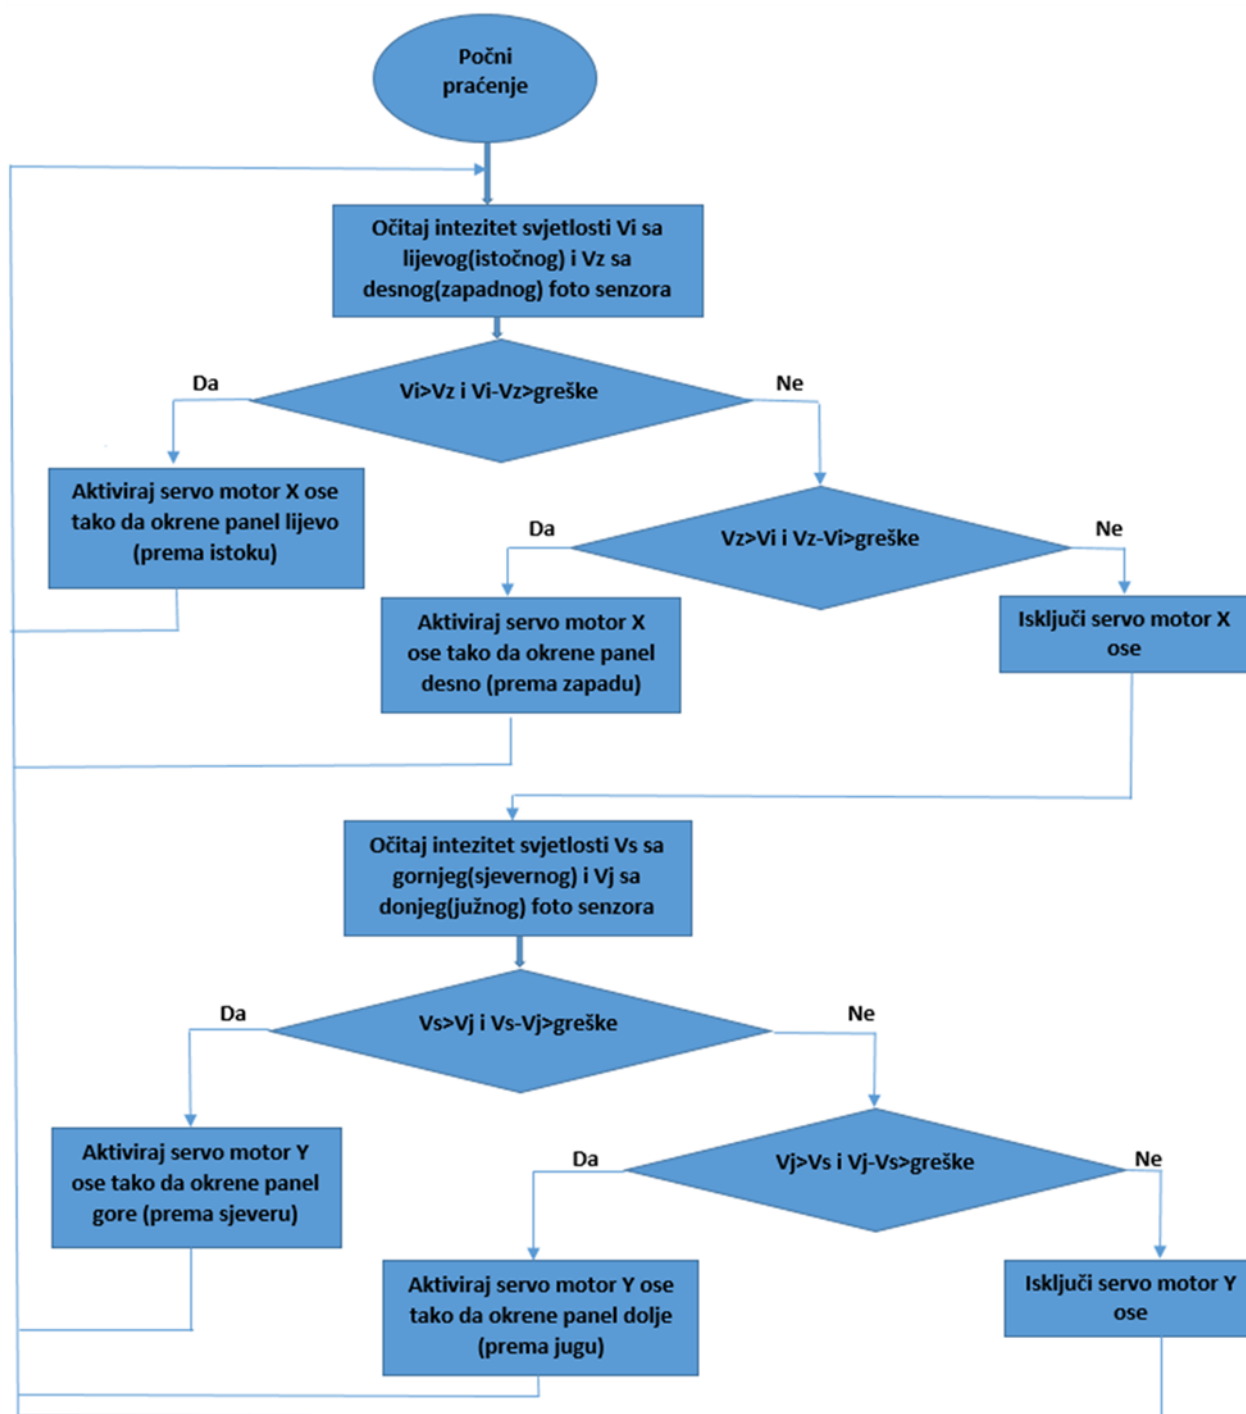 Počni
praćenje
Očitaj intezitet svjetlosti Vi sa
lijevog(istočnog) i Vz sa
desnog(zapadnog) foto senzora
Da
Vi>Vz i Vi-Vz>greške
Ne
Aktiviraj servo motor X ose
tako da okrene panel lijevo
(prema istoku)
Da
Vz>Vi i Vz-Vi>greške
Ne
Aktiviraj servo motor X
ose tako da okrene panel
desno (prema zapadu)
Isključi servo motor X
ose
Očitaj intezitet svjetlosti Vs sa
gornjeg(sjevernog) i Vj sa
donjeg(južnog) foto senzora
Da
Vs>Vj i Vs-Vj>greške
Ne
Aktiviraj servo motor Y
ose tako da okrene panel
gore (prema sjeveru)
Da
Vj>Vs i Vj-Vs>greške
Ne
Aktiviraj servo motor Y ose
tako da okrene panel dolje
(prema jugu)
Isključi servo motor Y
ose